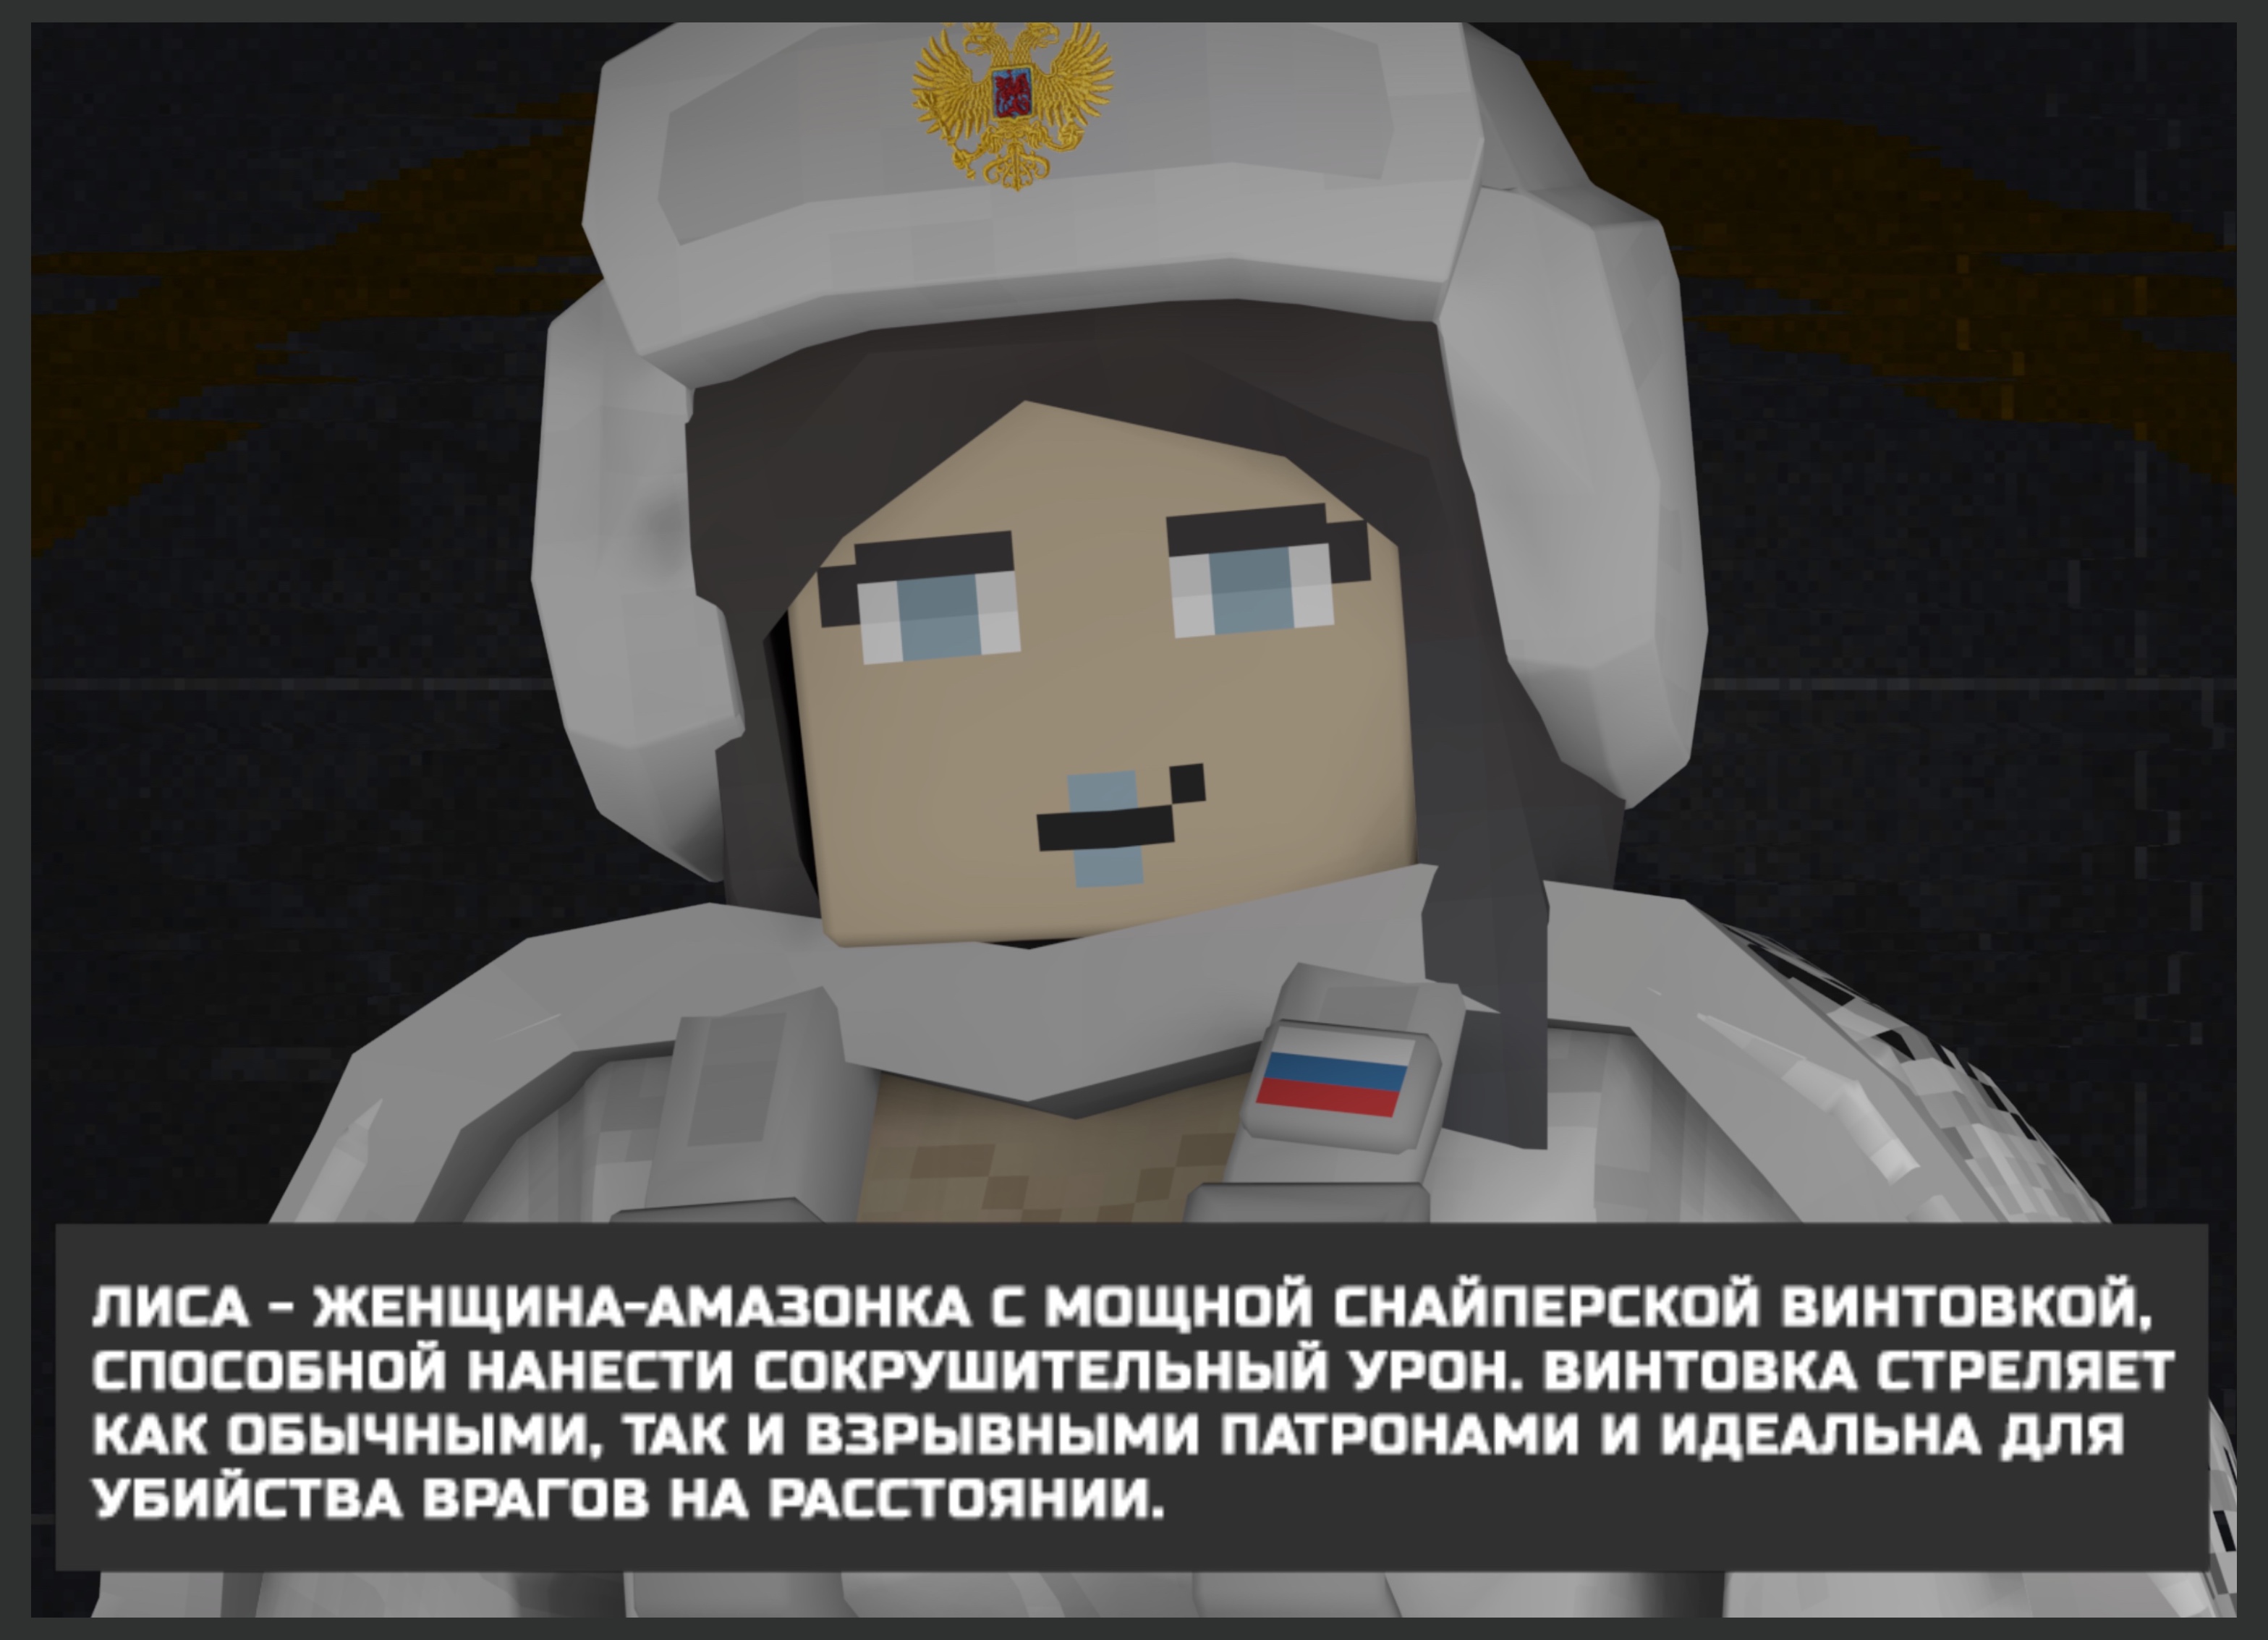 ЛИСА - ЖЕНЩИНА-АМАЗОНКА С МОЩНОЙ СНАЙПЕРСКОЙ ВИНТОВКОЙ,
СПОСОБНОЙ НАНЕСТИ СОКРУШИТЕЛЬНЫЙ УРОН. ВИНТОВКА СТРЕЛЯЕТ
КАК ОБЫЧНЫМИ, ТАК И ВЗРЫВНЫМИ ПАТРОНАМИ И ИДЕАЛЬНА ДЛЯ
УБИЙСТВА ВРАГОВ НА РАССТОЯНИИ.